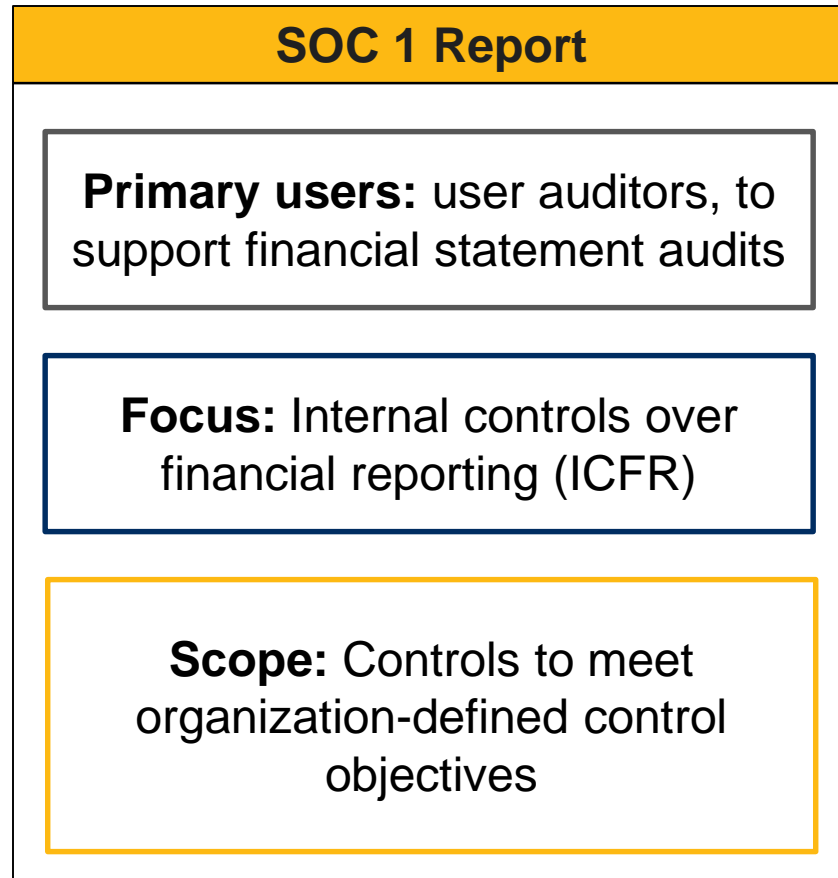 SOC 1 Report
Primary users: user auditors, to
support financial statement audits
Focus: Internal controls over
financial reporting (ICFR)
Scope: Controls to meet
organization-defined control
objectives